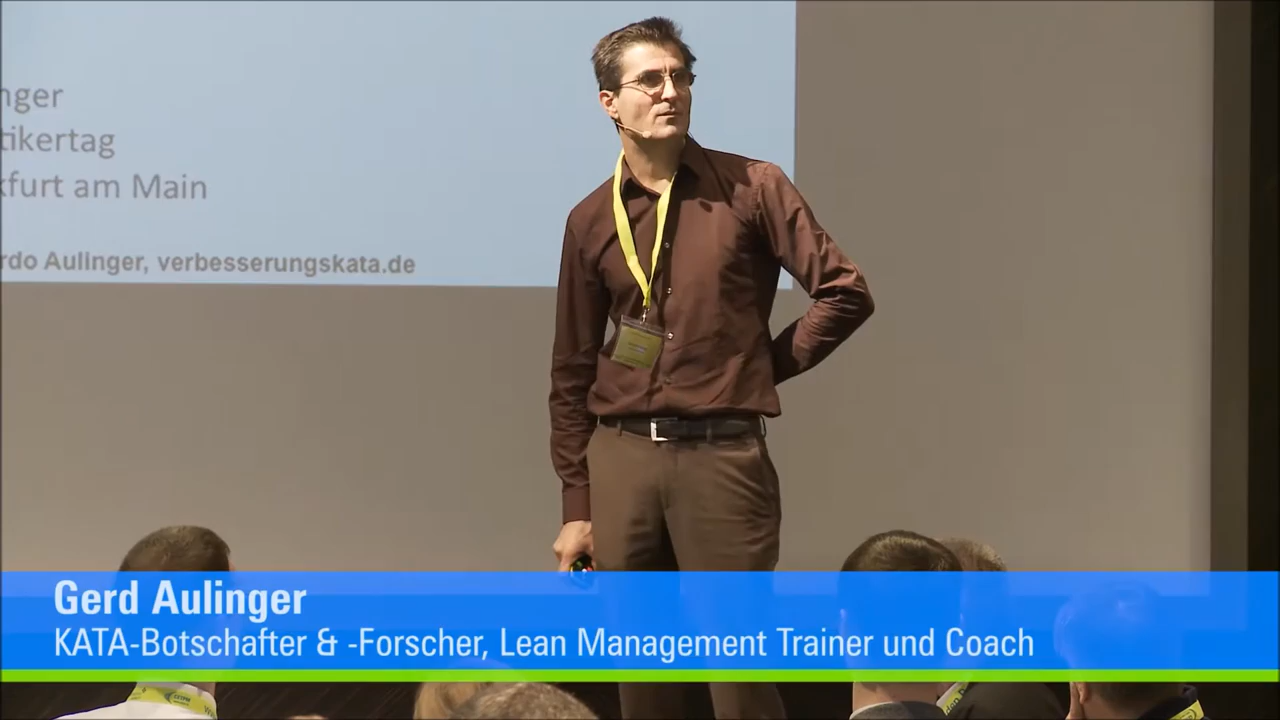 nger
tikertag
kfurt am Main
rdo Aulinger, verbesserungskata.de
Gerd Aulinger
KATA-Botschafter & -Forscher, Lean Management Trainer und Coach